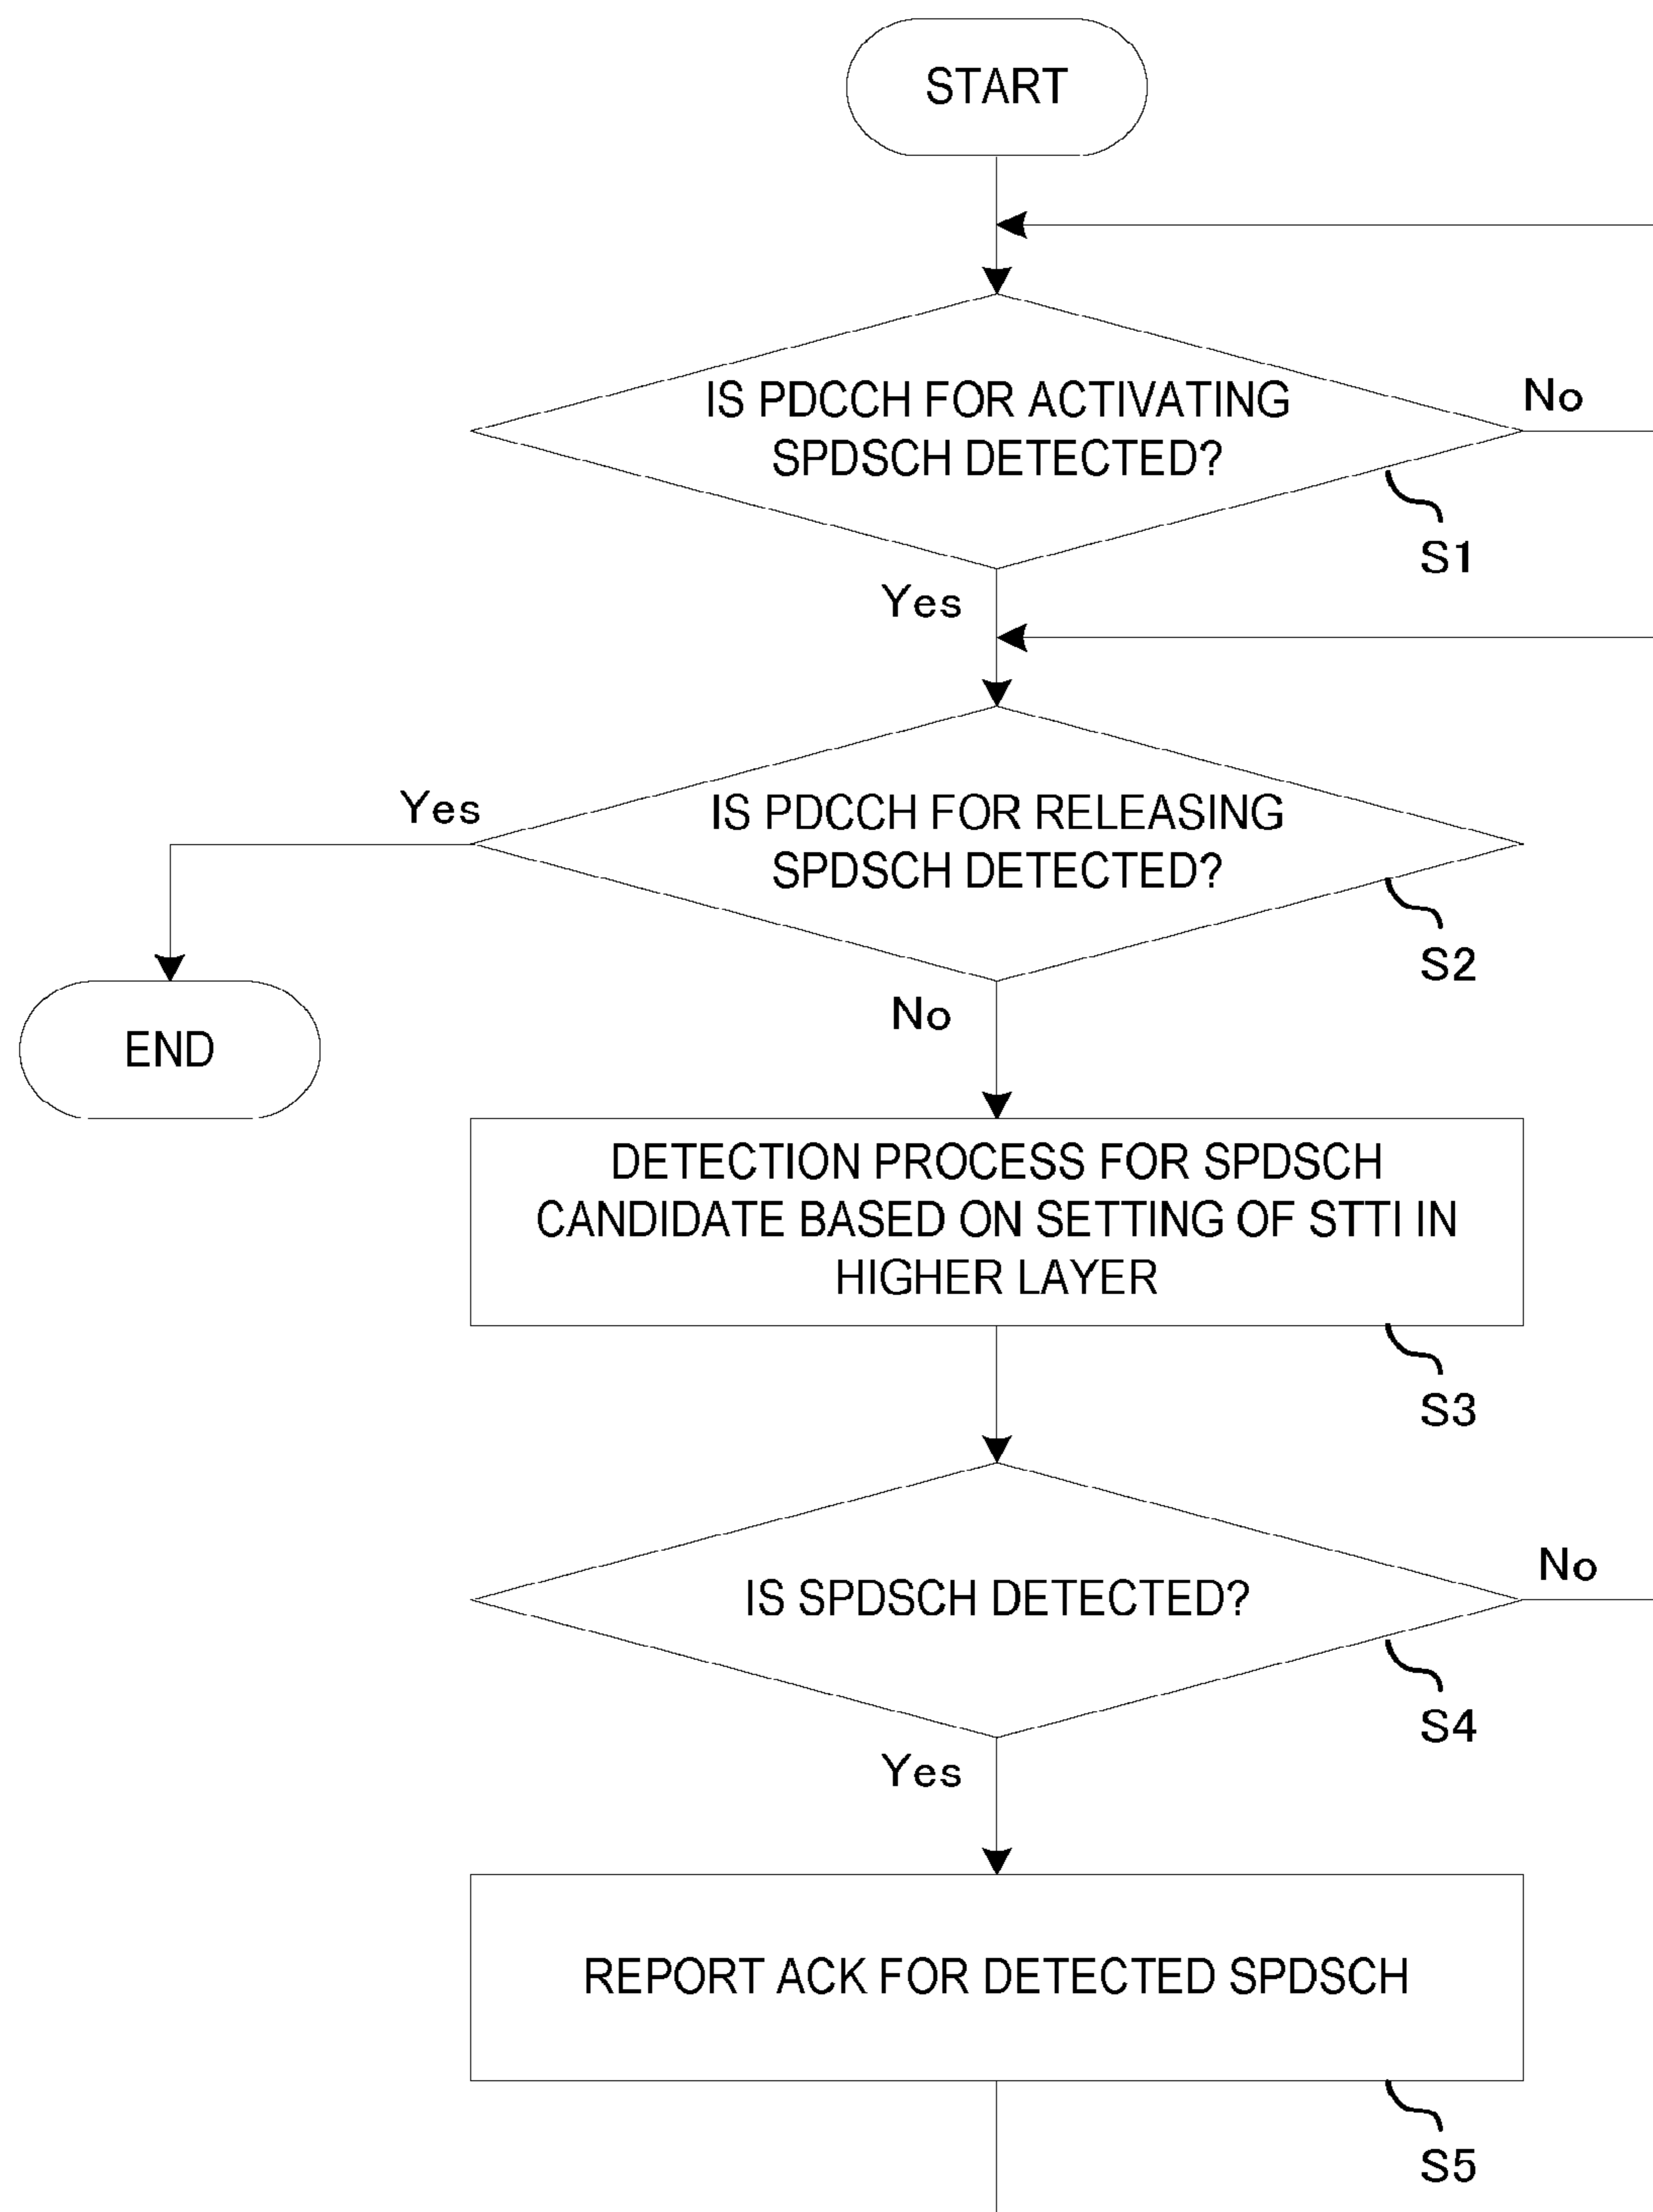 START
IS PDCCH FOR ACTIVATING
SPDSCH DETECTED?
No
S1
Yes
IS PDCCH FOR RELEASING
SPDSCH DETECTED?
Yes
S2
END
No
DETECTION PROCESS FOR SPDSCH
CANDIDATE BASED ON SETTING OF STTI IN
HIGHER LAYER
S3
IS SPDSCH DETECTED?
No
S4
Yes
REPORT ACK FOR DETECTED SPDSCH
S5